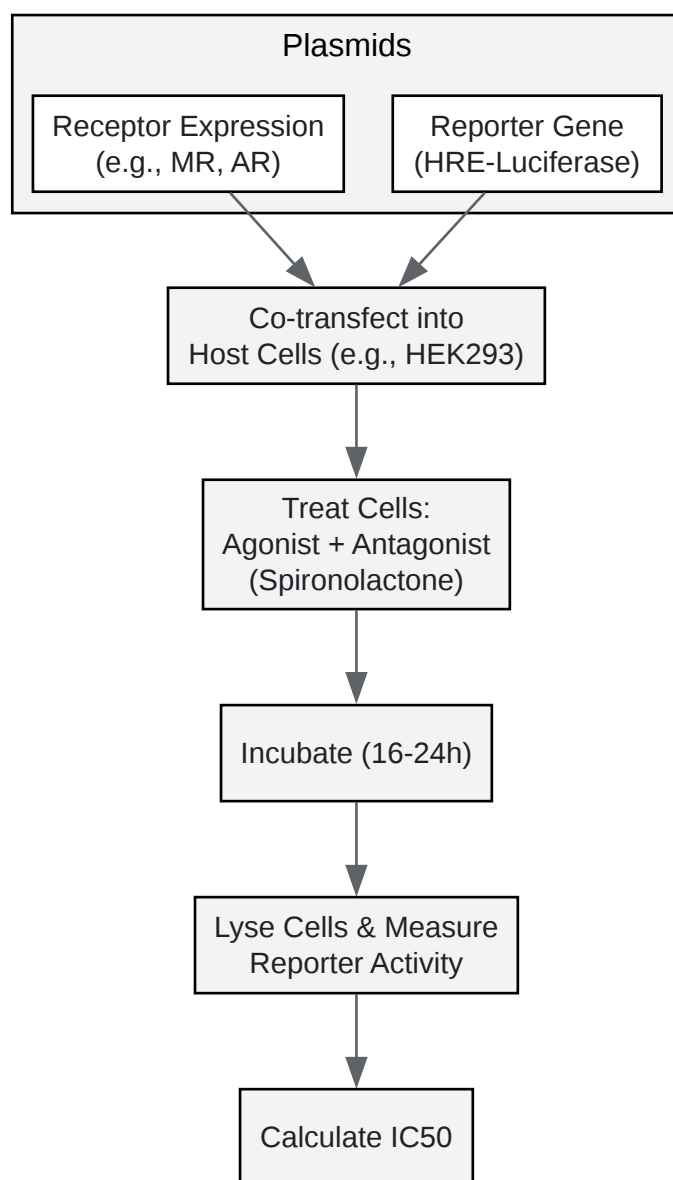 Plasmids
Receptor Expression
(e.g., MR, AR)
Reporter Gene
(HRE-Luciferase)
Co-transfect into
Host Cells (e.g., HEK293)
Treat Cells:
Agonist + Antagonist
(Spironolactone)
Incubate (16-24h)
Lyse Cells & Measure
Reporter Activity
Calculate IC50